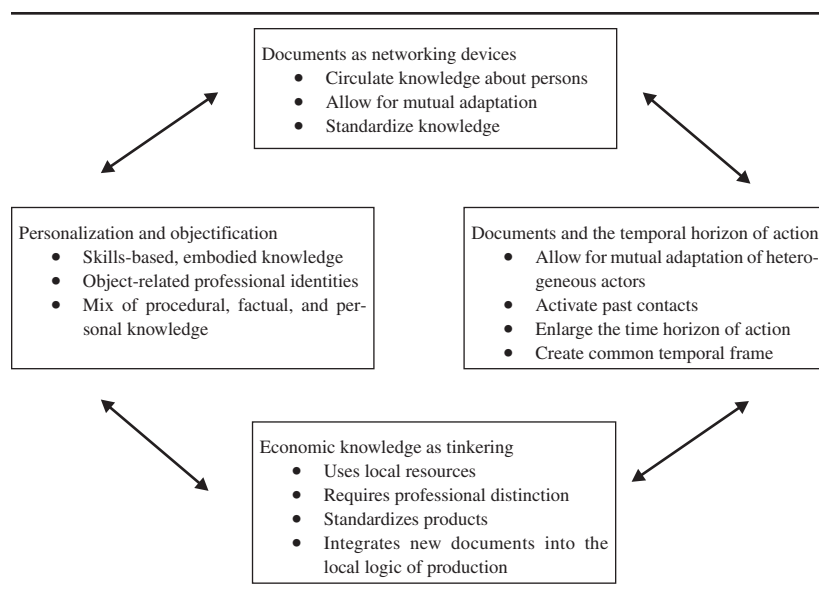 Documents as networking devices
• Circulate knowledge about persons
• Allow for mutual adaptation
• Standardize knowledge
Personalization and objectification
• Skills-based, embodied knowledge
• Object-related professional identities
• Mix of procedural, factual, and per-
sonal knowledge
Documents and the temporal horizon of action
• Allow for mutual adaptation of hetero-
geneous actors
• Activate past contacts
• Enlarge the time horizon of action
• Create common temporal frame
Economic knowledge as tinkering
• Uses local resources
• Requires professional distinction
• Standardizes products
• Integrates new documents into the
local logic of production